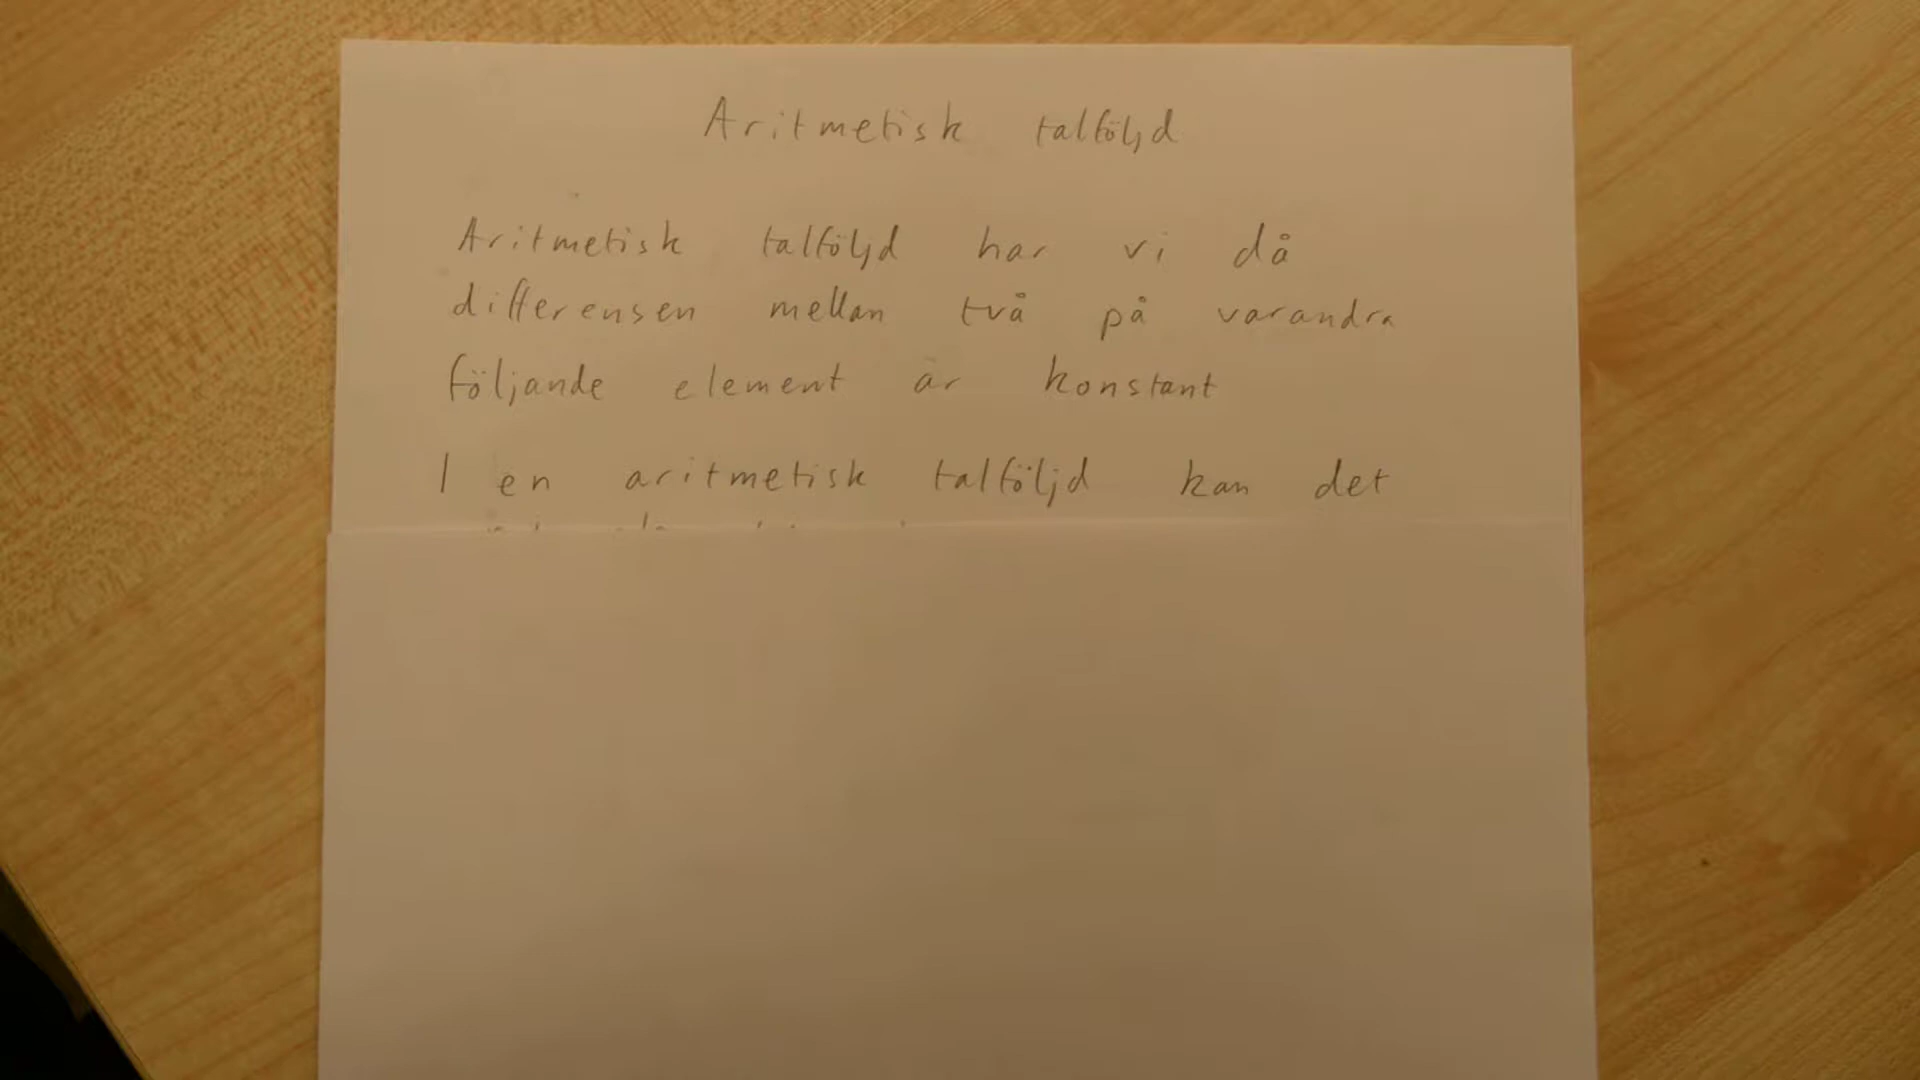 Aritmetisk talföljd
Aritmetisk talföljd har vi då
differensen mellan två på varandra
följande element är konstant
I en aritmetisk talföljd kan det